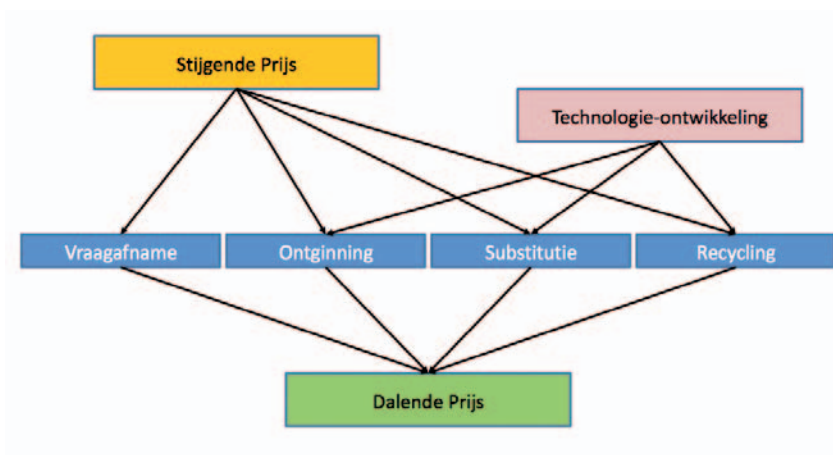 Stijgende Prijs
Technologie-ontwikkeling
Vraagafname
Ontginning
Substitutie
Recycling
Dalende Prijs